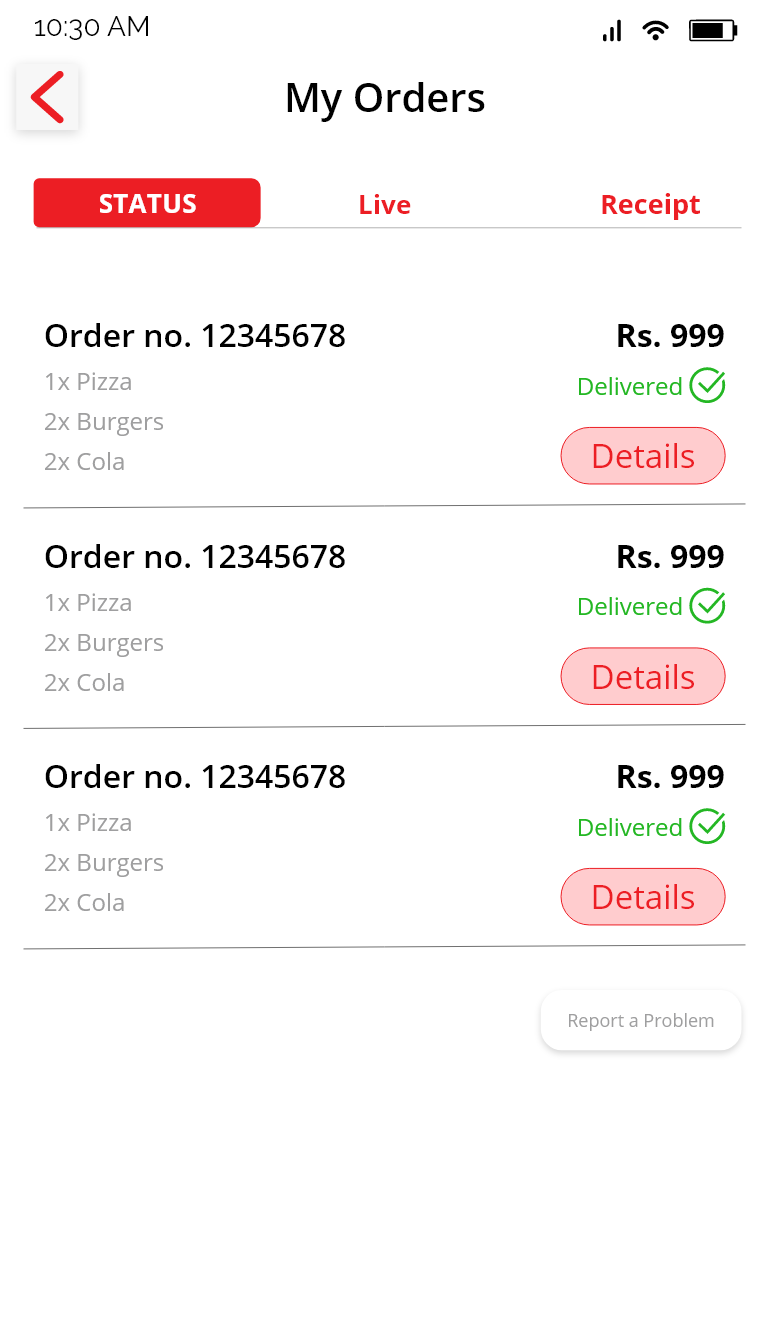 10:30 AM
My Orders
STATUS
Live
Receipt
Order no. 12345678
Rs. 999
1x Pizza
Delivered
2x Burgers
2x Cola
Details
Order no. 12345678
Rs. 999
1x Pizza
Delivered
2x Burgers
2x Cola
Details
Order no. 12345678
Rs. 999
1x Pizza
Delivered
2x Burgers
2x Cola
Details
Report a Problem